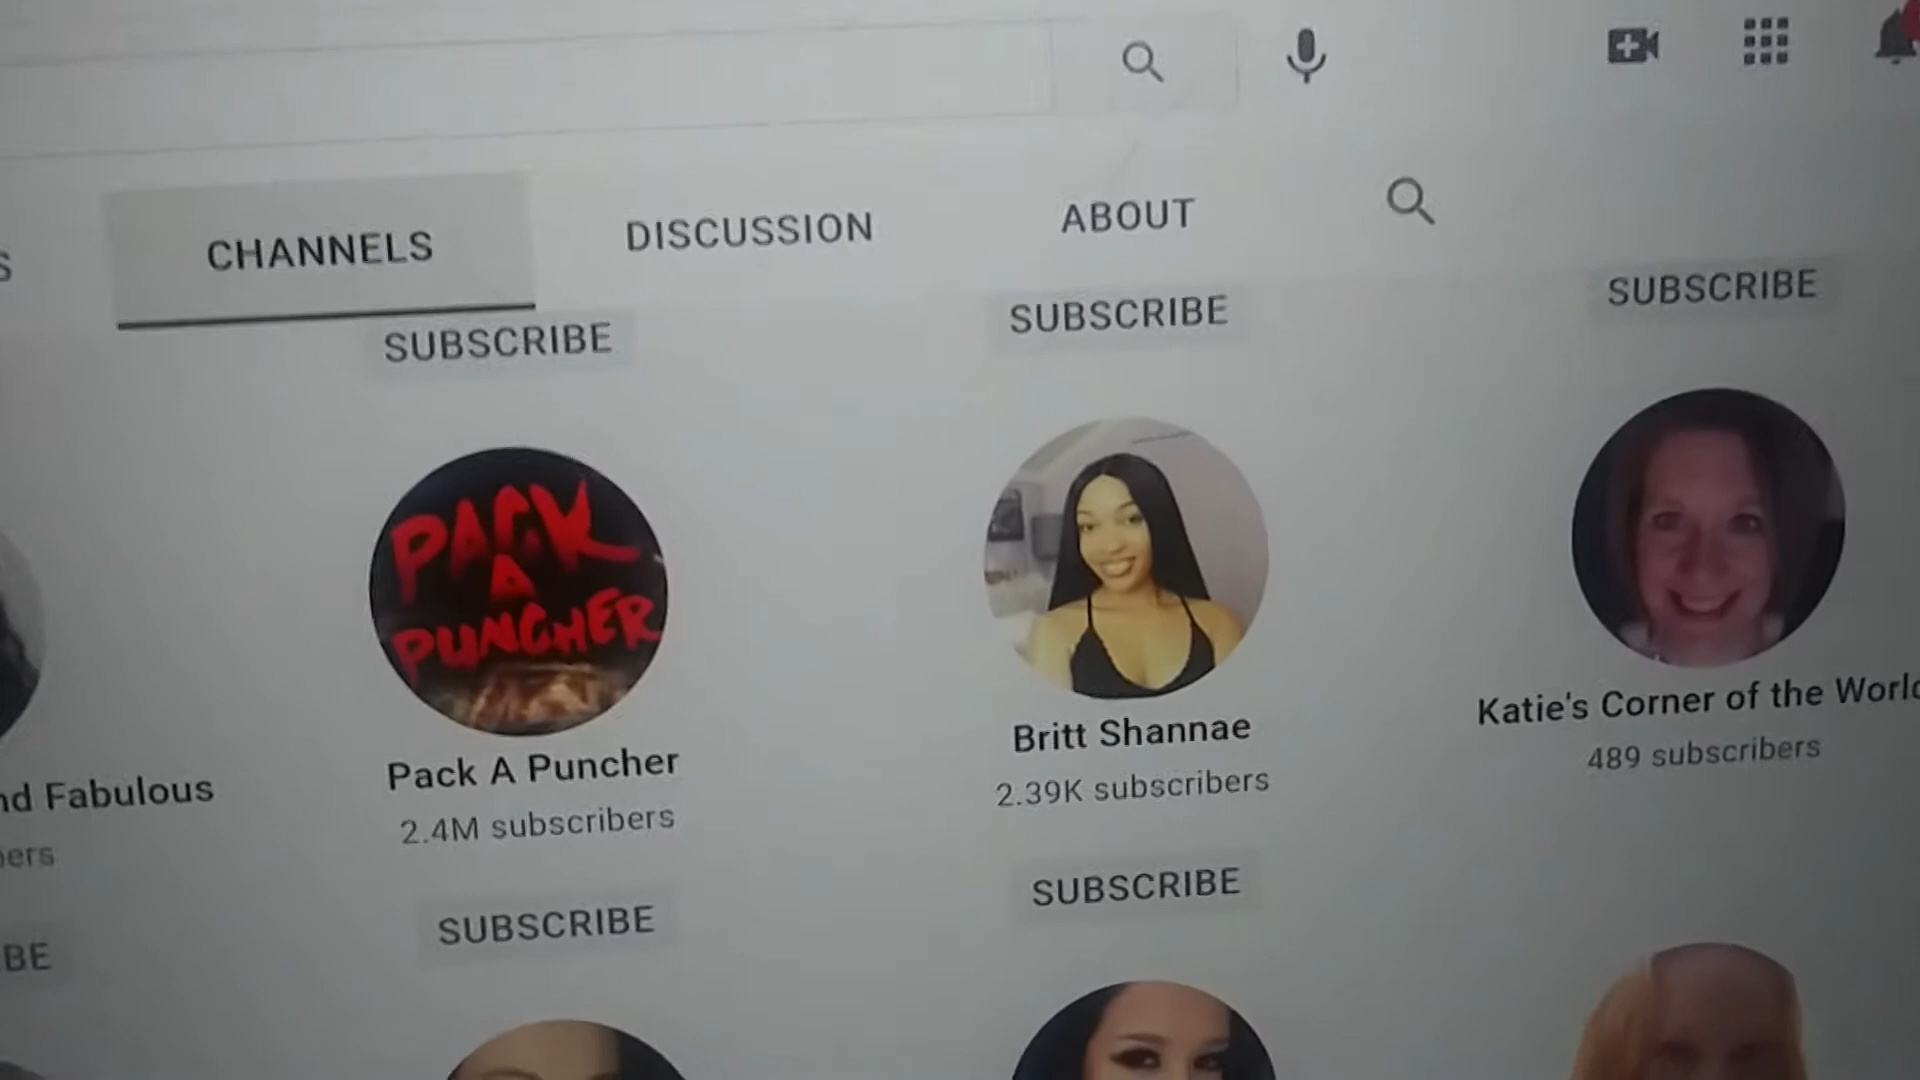 S
CHANNELS
DISCUSSION
ABOUT
SUBSCRIBE
SUBSCRIBE
SUBSCRIBE
PACK
A
PUNCHER
nd Fabulous
bers
BE
Pack A Puncher
2.4M subscribers
SUBSCRIBE
Britt Shannae
2.39K subscribers
SUBSCRIBE
Katie's Corner of the World
489 subscribers